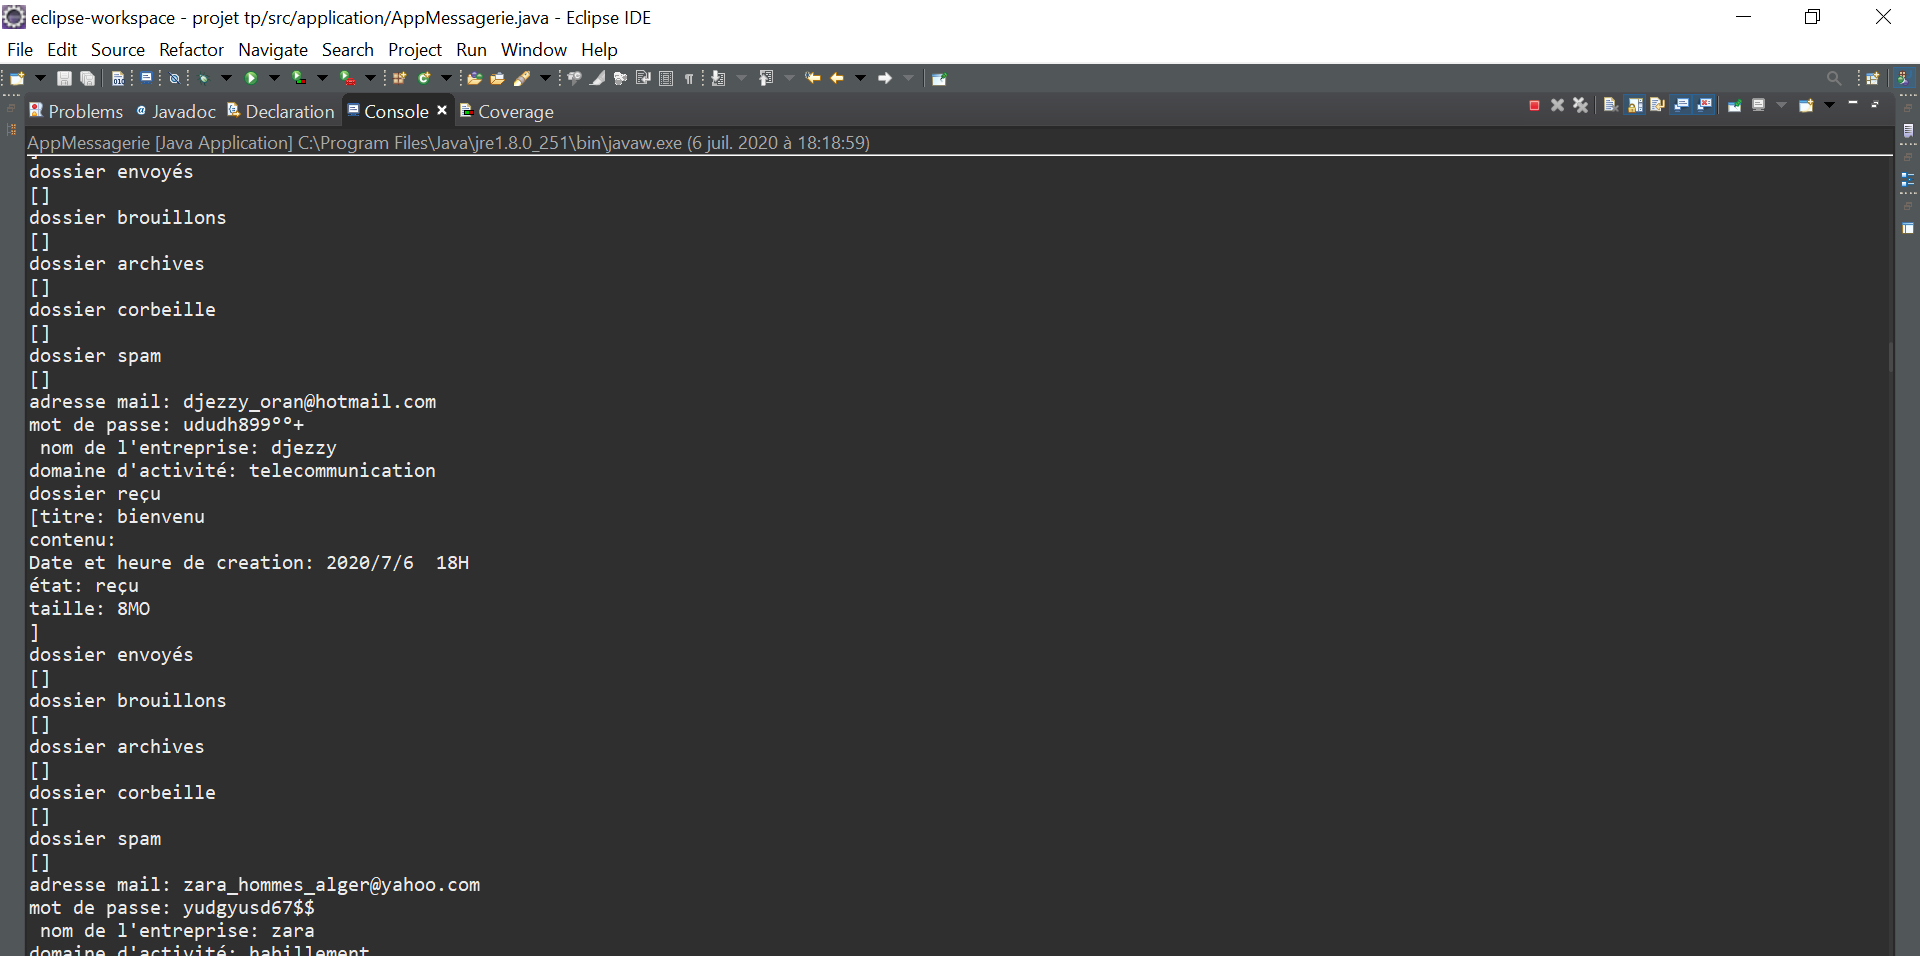 eclipse-workspace - projet tp/src/application/AppMessagerie.java - Eclipse IDE
File Edit Source Refactor Navigate Search Project Run Window Help
Problems Javadoc Declaration Console Coverage
AppMessagerie [Java Application] C:\Program Files\Java\jre1.8.0_251\bin\javaw.exe (6 juil. 2020 à 18:18:59)
]
dossier envoyés
[]
dossier brouillons
[]
dossier archives
[]
dossier corbeille
[]
dossier spam
[]
adresse mail: djezzy_oran@hotmail.com
mot de passe: ududh899°°+
nom de l'entreprise: djezzy
domaine d'activité: telecommunication
dossier reçu
[titre: bienvenu
contenu:
Date et heure de creation: 2020/7/6  18H
état: reçu
taille: 8MO
]
dossier envoyés
[]
dossier brouillons
[]
dossier archives
[]
dossier corbeille
[]
dossier spam
[]
adresse mail: zara_hommes_alger@yahoo.com
mot de passe: yudgyusd67$$
nom de l'entreprise: zara
domaine d'activité: habillement